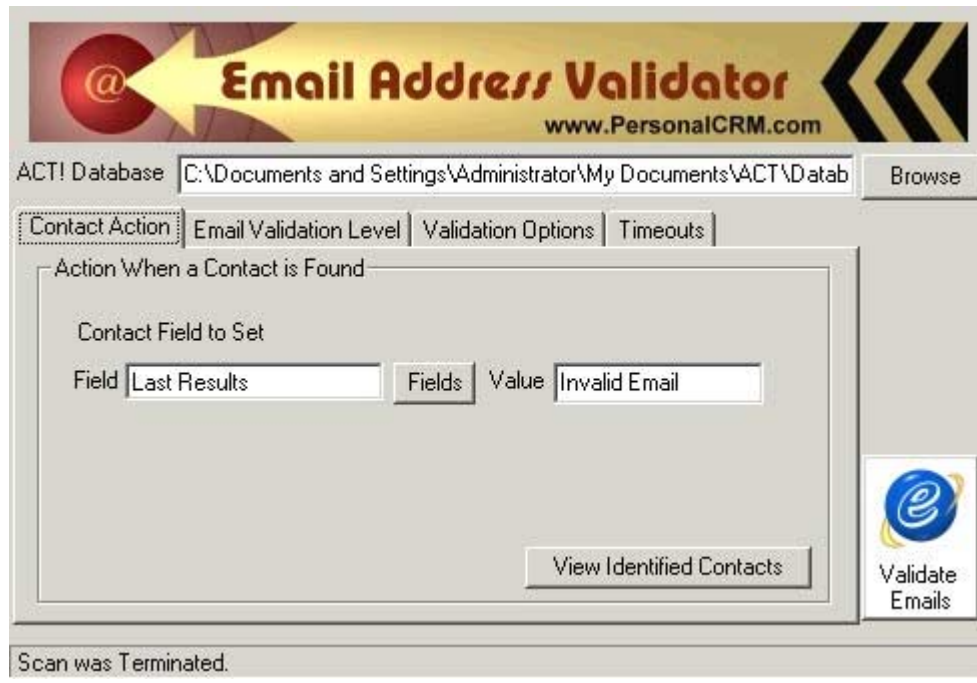 @
Email Address Validator
www.PersonalCRM.com
ACT! Database C:\Documents and Settings\Administrator\My Documents\ACT\Datab Browse
Contact Action Email Validation Level Validation Options Timeouts
Action When a Contact is Found
Contact Field to Set
Field Last Results Fields Value Invalid Email
View Identified Contacts
e
Validate
Emails
Scan was Terminated.